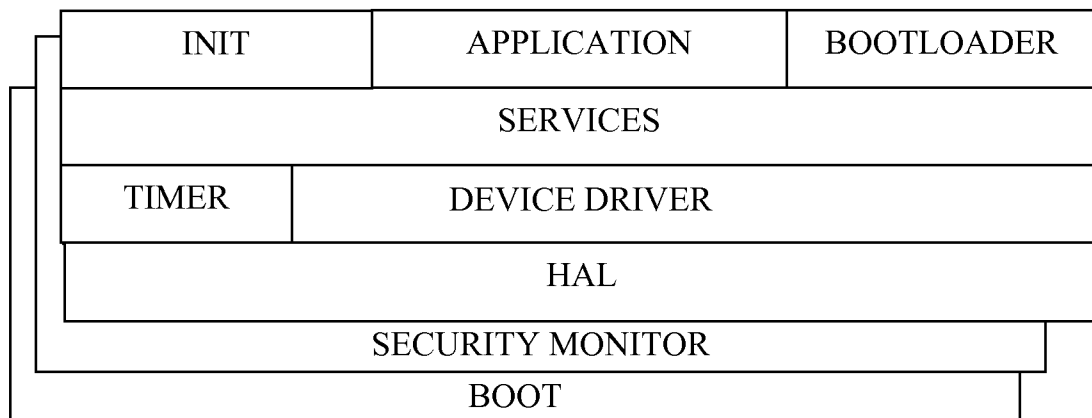 INIT APPLICATION BOOTLOADER
SERVICES
TIMER DEVICE DRIVER
HAL
SECURITY MONITOR
BOOT